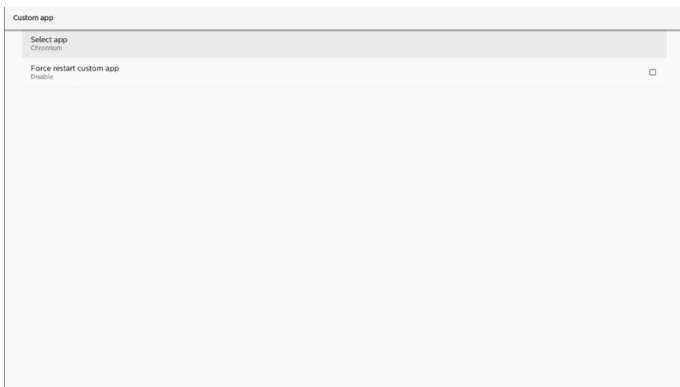 Custom app
Select app
Chromium
Force restart custom app
Disable